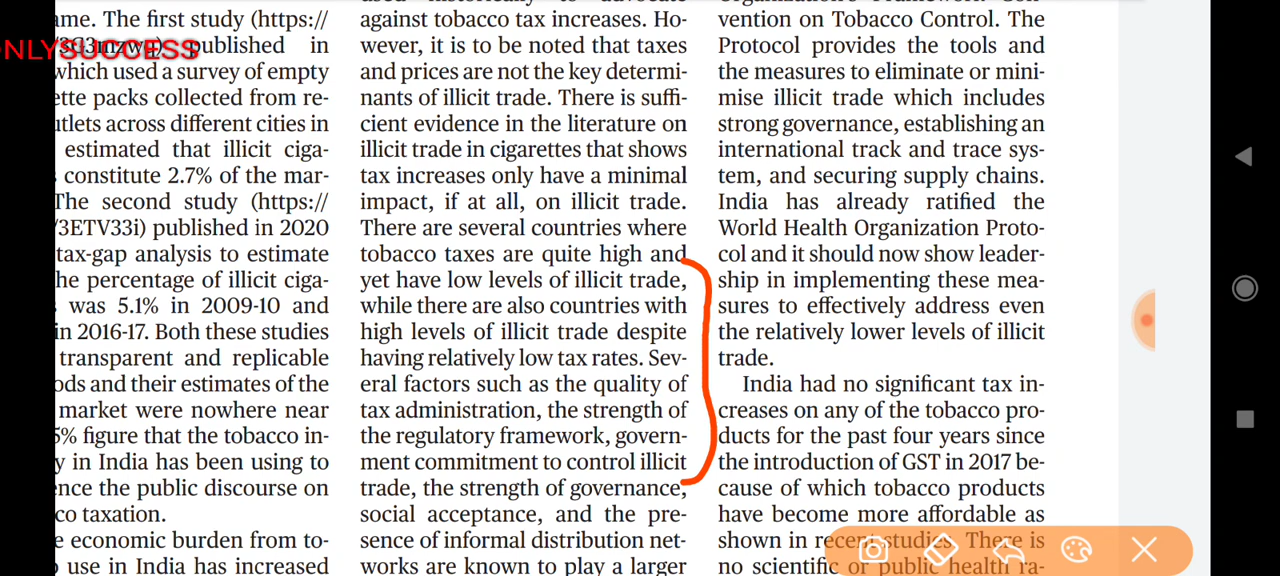 ame. The first study (https://
/3G3mzwq) published in
which used a survey of empty
ette packs collected from re-
utlets across different cities in
estimated that illicit ciga-
constitute 2.7% of the mar-
The second study (https://
/3ETV33i) published in 2020
tax-gap analysis to estimate
he percentage of illicit ciga-
was 5.1% in 2009-10 and
in 2016-17. Both these studies
transparent and replicable
ods and their estimates of the
market were nowhere near
5% figure that the tobacco in-
y in India has been using to
ence the public discourse on
co taxation.
e economic burden from to-
use in India has increased
NLYSUCCESS
against tobacco tax increases. Ho-
wever, it is to be noted that taxes
and prices are not the key determi-
nants of illicit trade. There is suffi-
cient evidence in the literature on
illicit trade in cigarettes that shows
tax increases only have a minimal
impact, if at all, on illicit trade.
There are several countries where
tobacco taxes are quite high and
yet have low levels of illicit trade,
while there are also countries with
high levels of illicit trade despite
having relatively low tax rates. Sev-
eral factors such as the quality of
tax administration, the strength of
the regulatory framework, govern-
ment commitment to control illicit
trade, the strength of governance,
social acceptance, and the pre-
sence of informal distribution net-
works are known to play a larger
vention on Tobacco Control. The
Protocol provides the tools and
the measures to eliminate or mini-
mise illicit trade which includes
strong governance, establishing an
international track and trace sys-
tem, and securing supply chains.
India has already ratified the
World Health Organization Proto-
col and it should now show leader-
ship in implementing these mea-
sures to effectively address even
the relatively lower levels of illicit
trade.
India had no significant tax in-
creases on any of the tobacco pro-
ducts for the past four years since
the introduction of GST in 2017 be-
cause of which tobacco products
have become more affordable as
shown in recent studies. There is
no scientific or public health ra-